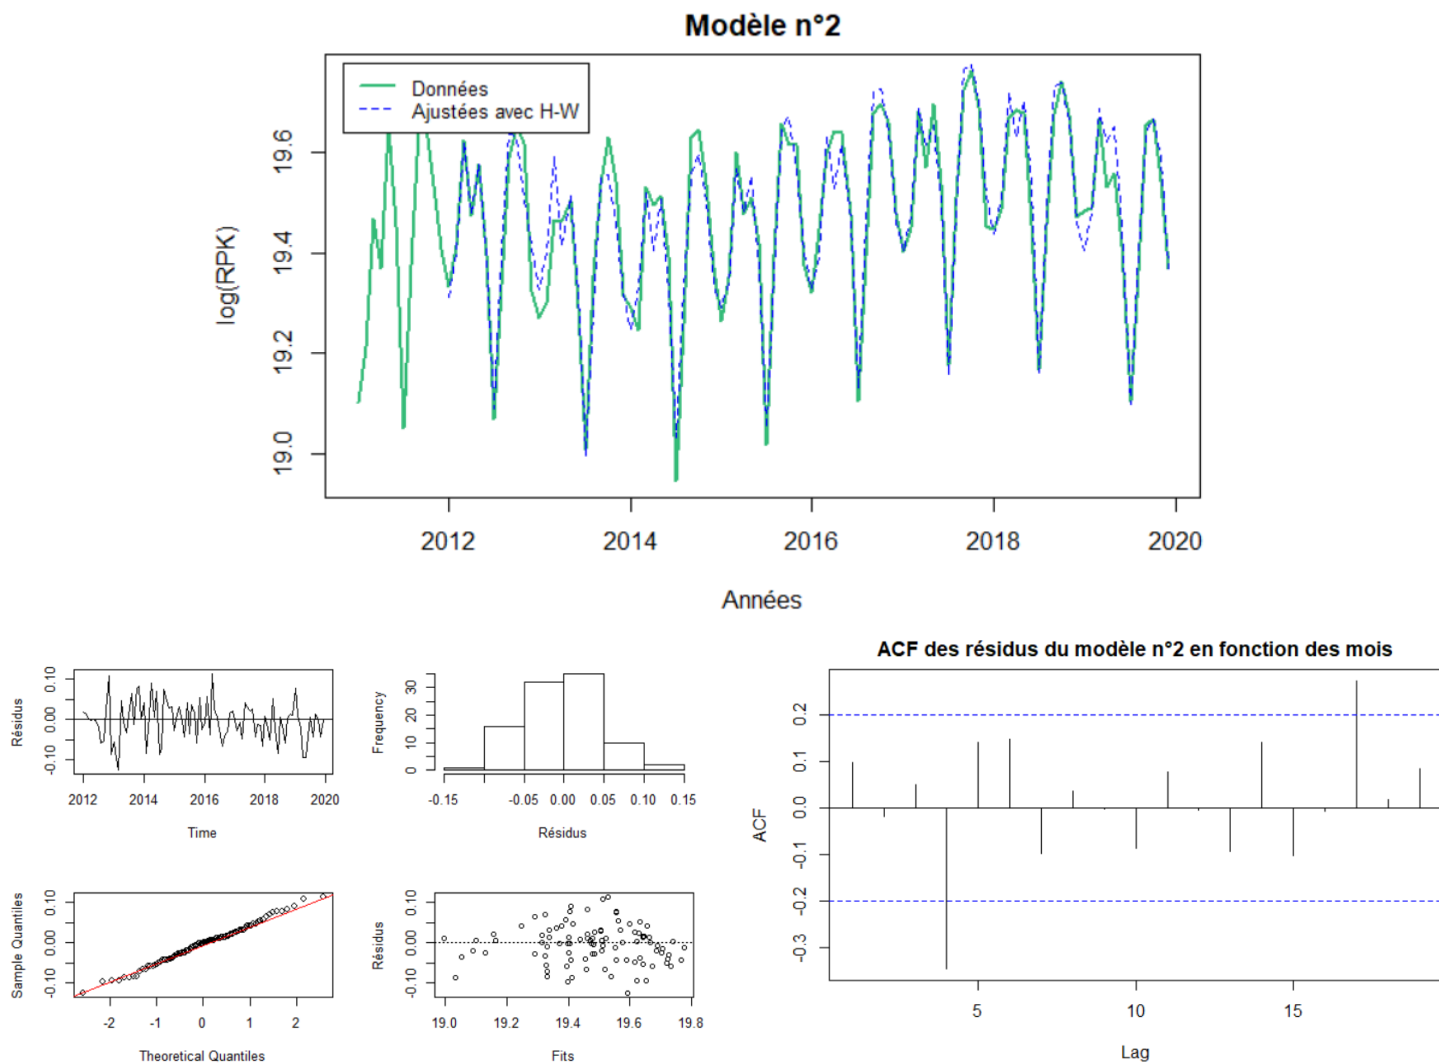 Modèle n°2
Données
Ajustées avec H-W
log(RPK)
19.6
19.4
19.2
19.0
2012 2014 2016 2018 2020
Années
Résidus
0.10
0.00
-0.10
2012 2014 2016 2018 2020
Time
Frequency
30
10
0
-0.15 -0.05 0.00 0.05 0.10 0.15
Résidus
ACF des résidus du modèle n°2 en fonction des mois
ACF
0.2
0.1
0.0
-0.1
-0.2
-0.3
5 10 15
Lag
Sample Quantiles
0.10
0.00
-0.10
-2 -1 0 1 2
Theoretical Quantiles
Résidus
0.10
0.00
-0.10
19.0 19.2 19.4 19.6 19.8
Fits